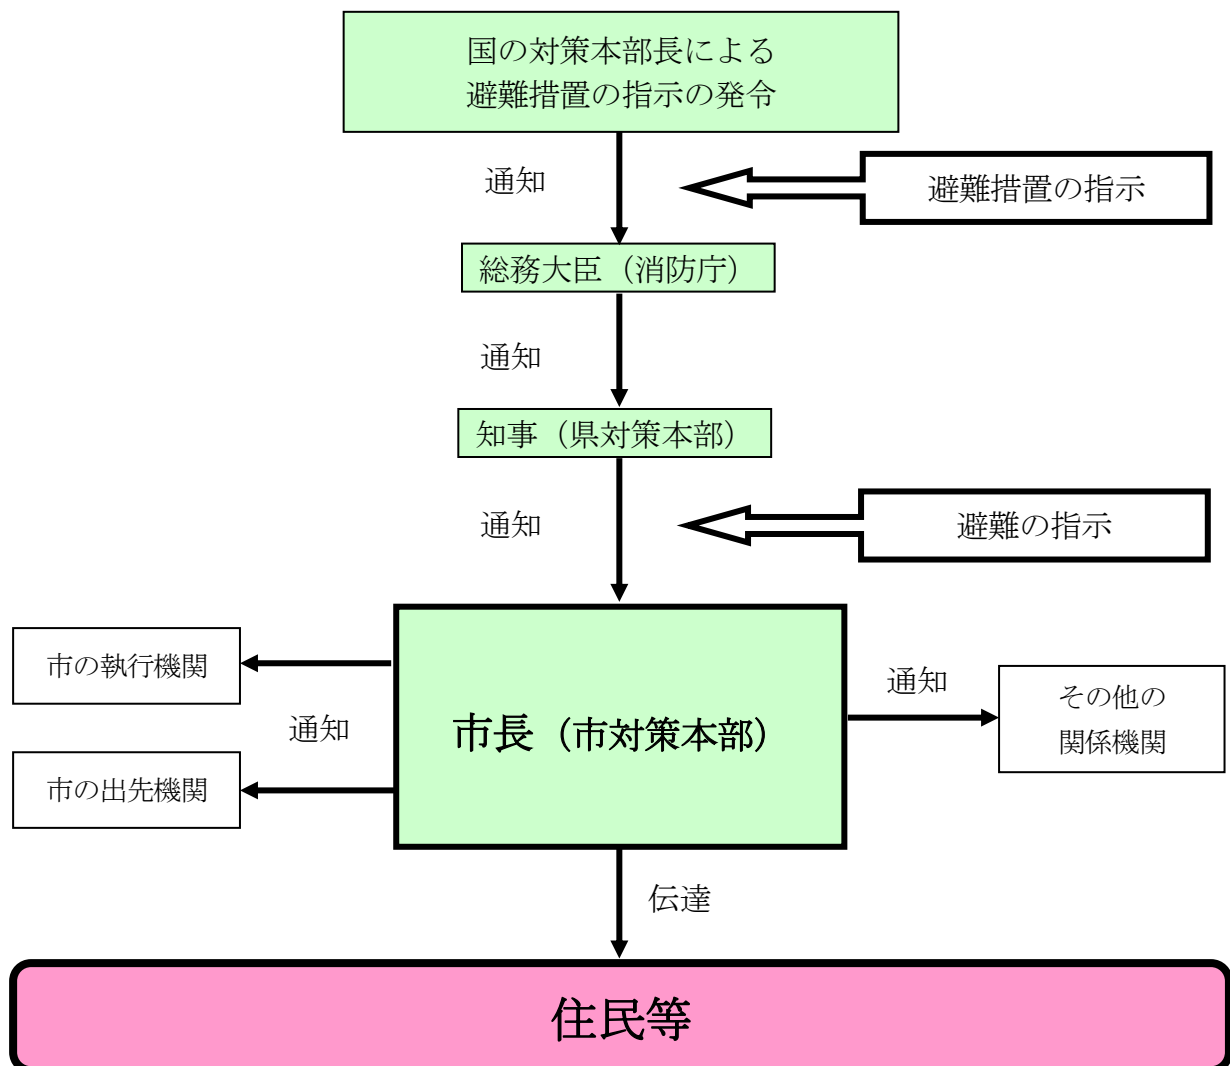 国の対策本部長による
避難措置の指示の発令
通知
避難措置の指示
総務大臣（消防庁）
通知
知事（県対策本部）
通知
避難の指示
市の執行機関
通知
市の出先機関
市長（市対策本部）
通知
その他の
関係機関
伝達
住民等